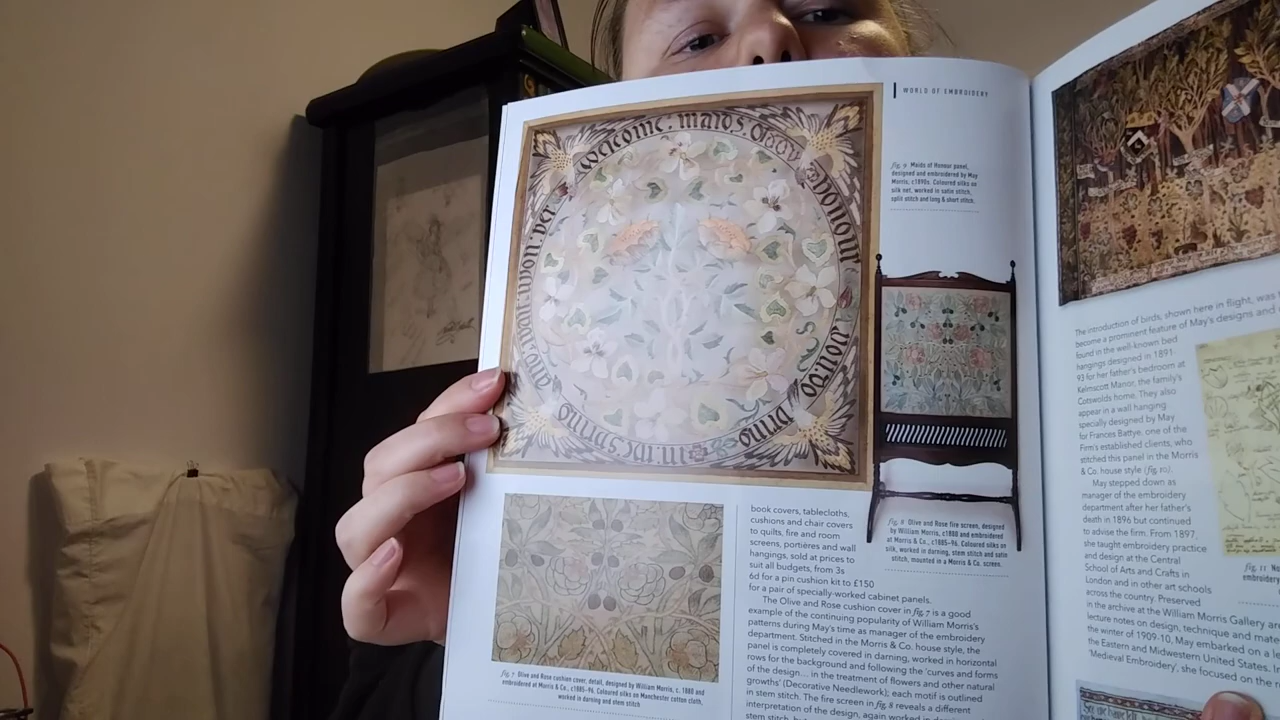 WORLD OF EMBROIDERY
welcome. maids. of
honour.
you. do
bring
in. ye. spring
and. wait. upon. her
fig. 9 Maids of Honour panel,
designed and embroidered by May
Morris, c1890s. Coloured silks on
silk net, worked in satin stitch,
split stitch and long & short stitch.
fig. 8 Olive and Rose fire screen, designed
by William Morris, c1880 and embroidered
at Morris & Co., c1885-96. Coloured silks on
silk, worked in darning, stem stitch and satin
stitch, mounted in a Morris & Co. screen.
fig. 7 Olive and Rose cushion cover, detail, designed by William Morris, c. 1880 and
embroidered at Morris & Co., c1885-96. Coloured silks on Manchester cotton cloth,
worked in darning and stem stitch
book covers, tablecloths,
cushions and chair covers
to quilts, fire and room
screens, portières and wall
hangings, sold at prices to
suit all budgets, from 3s
6d for a pin cushion kit to £150
for a pair of specially-worked cabinet panels.
The Olive and Rose cushion cover in fig. 7 is a good
example of the continuing popularity of William Morris's
patterns during May's time as manager of the embroidery
department. Stitched in the Morris & Co. house style, the
panel is completely covered in darning, worked in horizontal
rows for the background and following the 'curves and forms
of the design... in the treatment of flowers and other natural
growths' (Decorative Needlework); each motif is outlined
in stem stitch. The fire screen in fig. 8 reveals a different
interpretation of the design, again worked in
stem stitch,
The introduction of birds, shown here in flight, was
become a prominent feature of May's designs and
found in the well-known bed
hangings designed in 1891-
93 for her father's bedroom at
Kelmscott Manor, the family's
Cotswolds home. They also
appear in a wall hanging
specially designed by May
for Frances Battye, one of the
Firm's established clients, who
stitched this panel in the Morris
& Co. house style (fig. 10).
May stepped down as
manager of the embroidery
department after her father's
death in 1896 but continued
to advise the firm. From 1897,
she taught embroidery practice
and design at the Central
School of Arts and Crafts in
London and in other art schools
across the country. Preserved
in the archive at the William Morris Gallery are
lecture notes on design, technique and
the winter of 1909-10, May embarked on a
the Eastern and Midwestern United States. In
'Medieval Embroidery', she focused on the
fig. 11